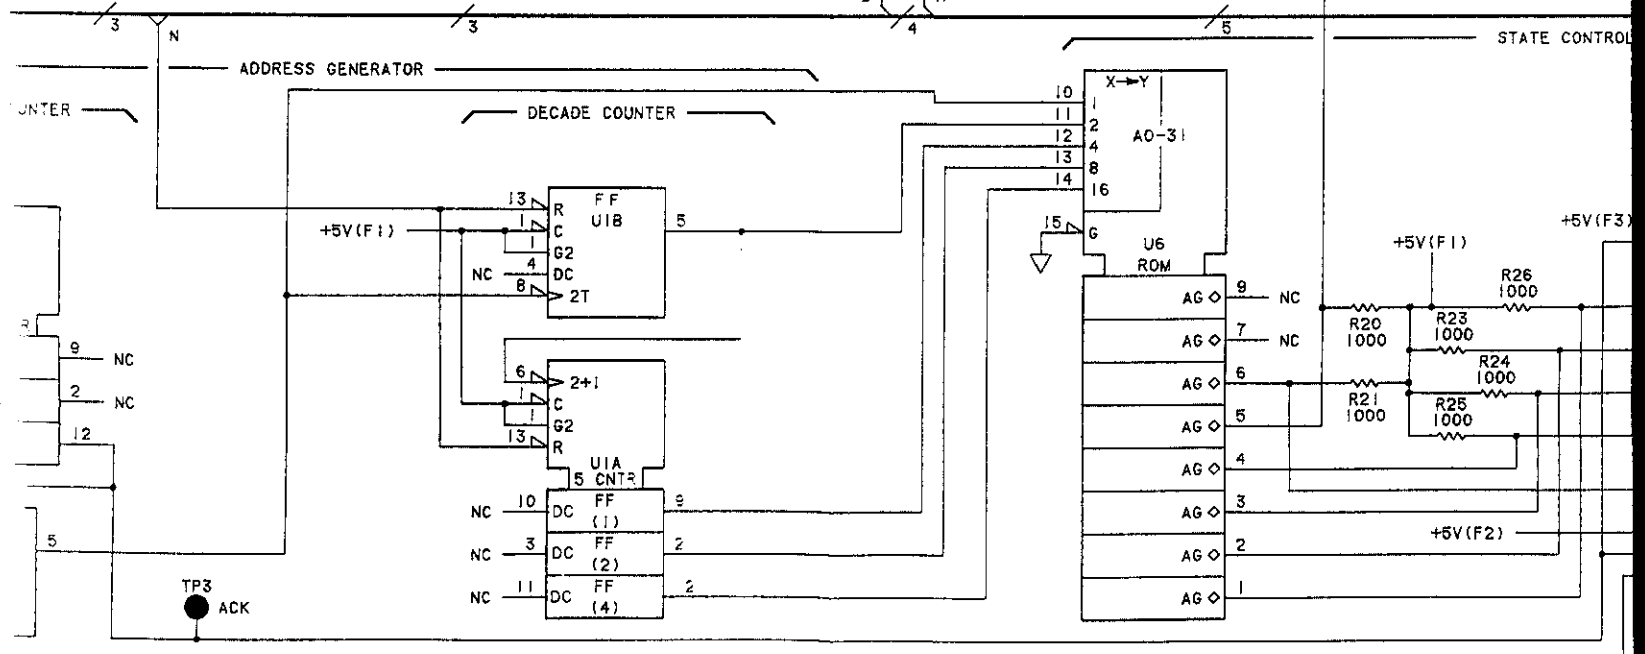 3
N
3
4
5
STATE CONTROL
ADDRESS GENERATOR
UNTER
DECADE COUNTER
10
11
12
13
14
15
X→Y
1
2
4
8
16
G
A0-31
U6
ROM
13
1
1
4
8
R
C
G2
DC
2T
FF
U1B
5
+5V(F1)
NC
6
1
1
13
2+1
C
G2
R
U1A
5 CNTR
NC 10 DC FF (1) 9
NC 3 DC FF (2) 2
NC 11 DC FF (4) 2
AG ◇ 9 NC
AG ◇ 7 NC
AG ◇ 6
AG ◇ 5
AG ◇ 4
AG ◇ 3
AG ◇ 2
AG ◇ 1
+5V(F1)
+5V(F3)
R26
1000
R20
1000
R23
1000
R24
1000
R21
1000
R25
1000
+5V(F2)
R
9 NC
2 NC
12
5
TP3
ACK